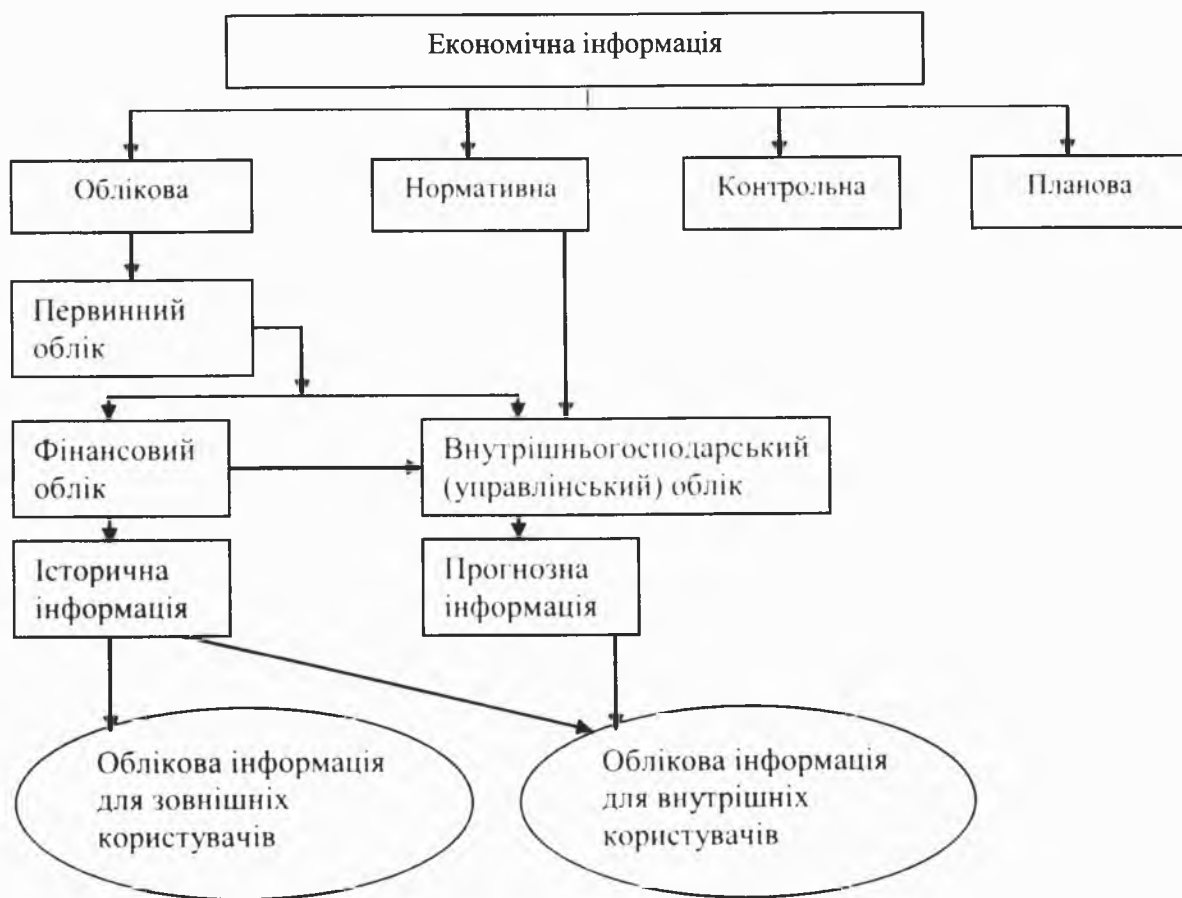 Економічна інформація
Облікова
Нормативна
Контрольна
Планова
Первинний
облік
Фінансовий
облік
Внутрішньогосподарський
(управлінський) облік
Історична
інформація
Прогнозна
інформація
Облікова інформація
для зовнішніх
користувачів
Облікова інформація
для внутрішніх
користувачів